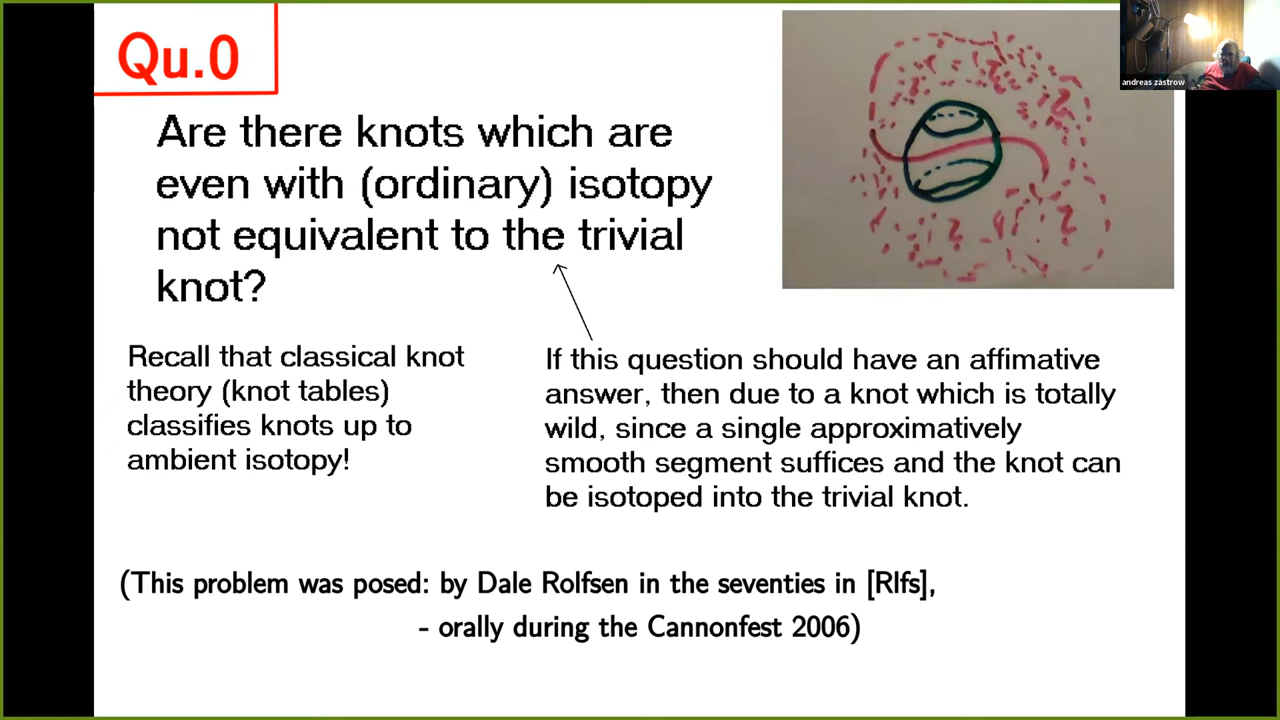 Qu.0
Are there knots which are
even with (ordinary) isotopy
not equivalent to the trivial
knot?
Recall that classical knot
theory (knot tables)
classifies knots up to
ambient isotopy!
If this question should have an affimative
answer, then due to a knot which is totally
wild, since a single approximatively
smooth segment suffices and the knot can
be isotoped into the trivial knot.
(This problem was posed: by Dale Rolfsen in the seventies in [Rlfs],
- orally during the Cannonfest 2006)
andreas zastrow